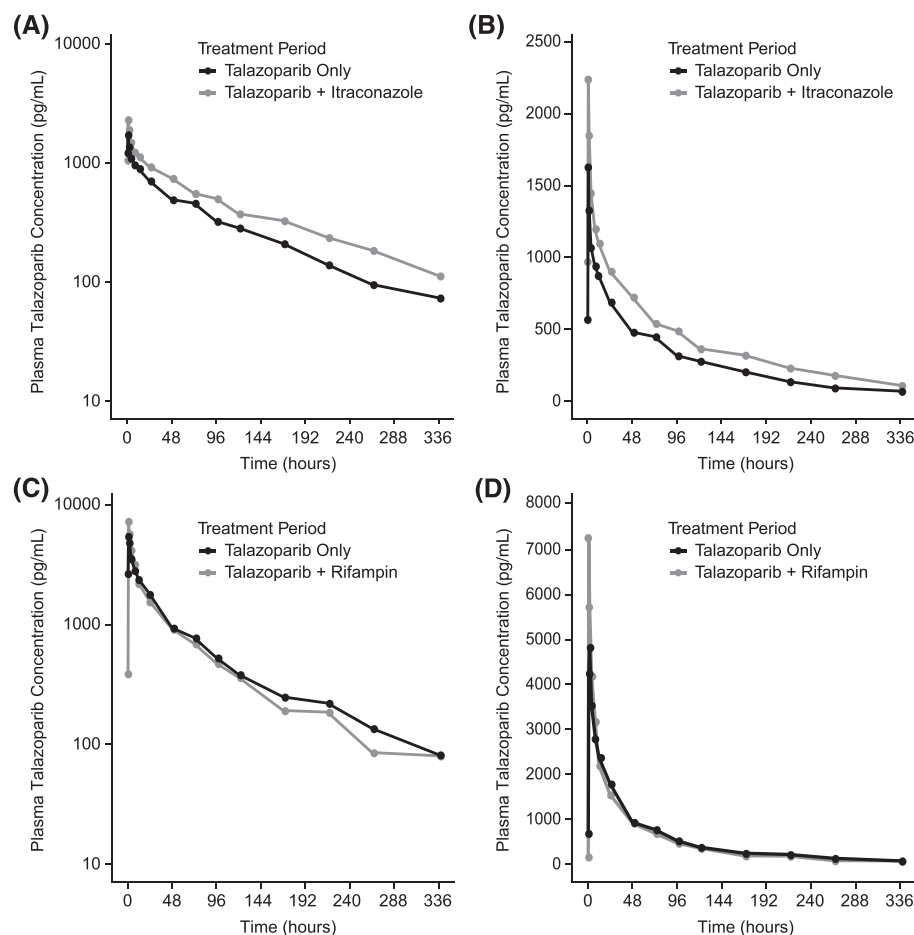 (A)
Plasma Talazoparib Concentration (pg/mL)
10000
1000
100
10
Treatment Period
Talazoparib Only
Talazoparib + Itraconazole
0 48 96 144 192 240 288 336
Time (hours)
(B)
Plasma Talazoparib Concentration (pg/mL)
2500
2000
1500
1000
500
0
Treatment Period
Talazoparib Only
Talazoparib + Itraconazole
0 48 96 144 192 240 288 336
Time (hours)
(C)
Plasma Talazoparib Concentration (pg/mL)
10000
1000
100
10
Treatment Period
Talazoparib Only
Talazoparib + Rifampin
0 48 96 144 192 240 288 336
Time (hours)
(D)
Plasma Talazoparib Concentration (pg/mL)
8000
7000
6000
5000
4000
3000
2000
1000
0
Treatment Period
Talazoparib Only
Talazoparib + Rifampin
0 48 96 144 192 240 288 336
Time (hours)